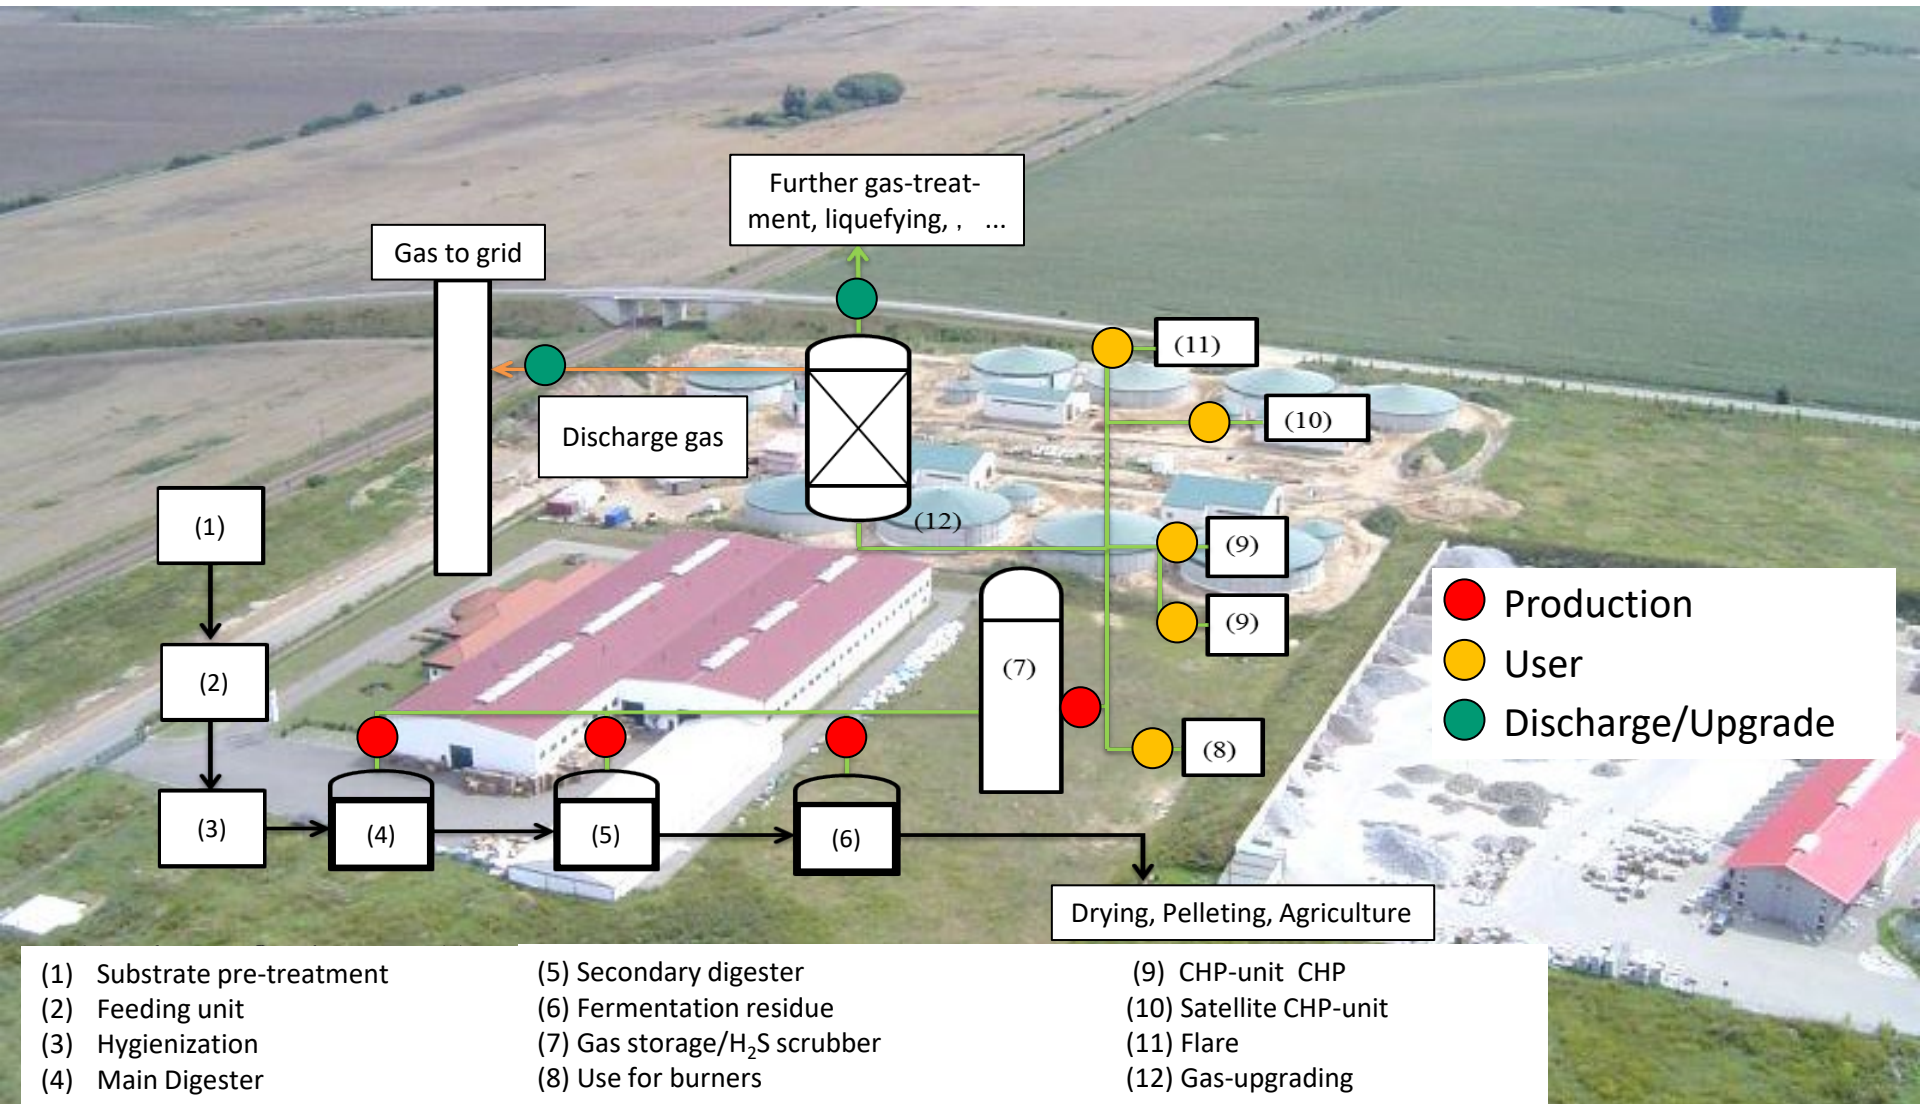 Further gas-treat-
ment, liquefying, ,   ...
Gas to grid
(11)
(10)
Discharge gas
(1)
(12)
(9)
(9)
Production
User
Discharge/Upgrade
(7)
(2)
(8)
(3)
(4)
(5)
(6)
Drying, Pelleting, Agriculture
(1) Substrate pre-treatment
(2) Feeding unit
(3) Hygienization
(4) Main Digester
(5) Secondary digester
(6) Fermentation residue
(7) Gas storage/H₂S scrubber
(8) Use for burners
(9) CHP-unit CHP
(10) Satellite CHP-unit
(11) Flare
(12) Gas-upgrading